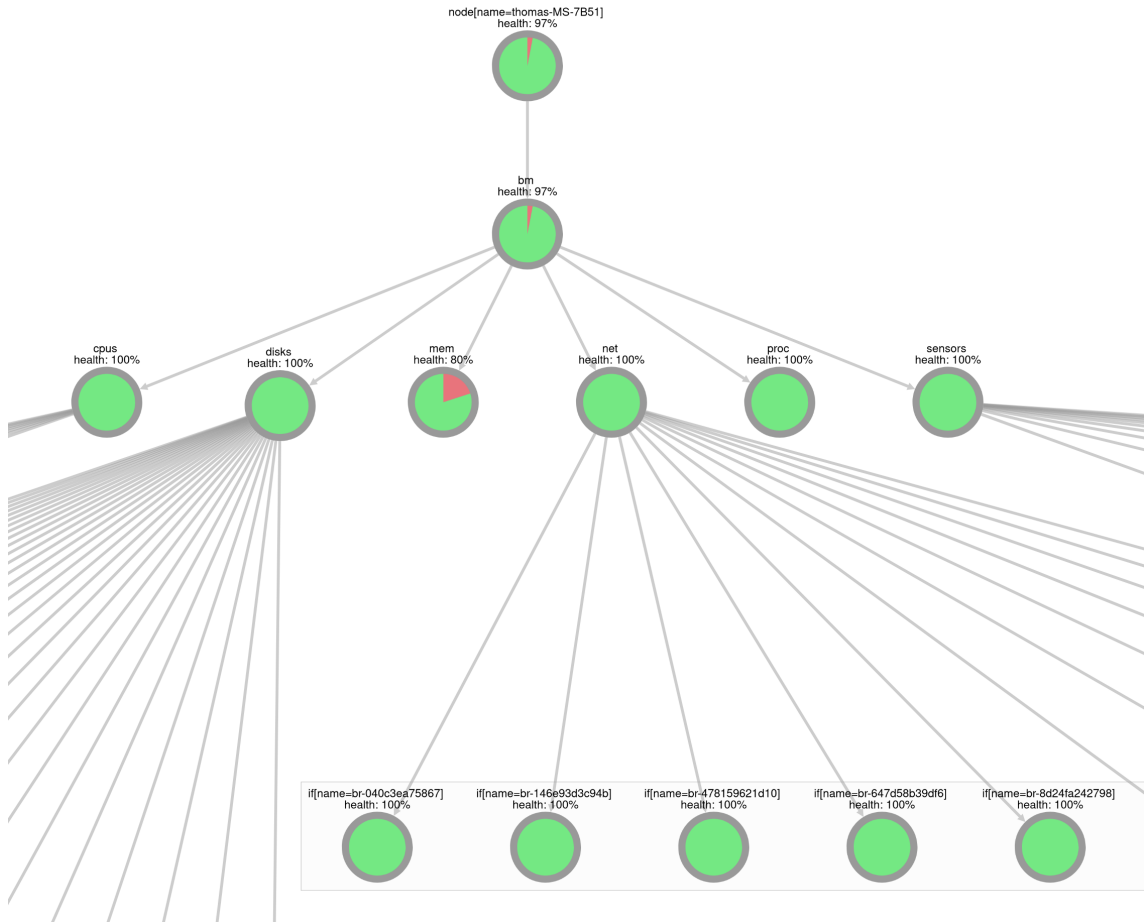 node[name=thomas-MS-7B51]
health: 97%
bm
health: 97%
cpus
health: 100%
disks
health: 100%
mem
health: 80%
net
health: 100%
proc
health: 100%
sensors
health: 100%
if[name=br-040c3ea75867]
health: 100%
if[name=br-146e93d3c94b]
health: 100%
if[name=br-478159621d10]
health: 100%
if[name=br-647d58b39df6]
health: 100%
if[name=br-8d24fa242798]
health: 100%